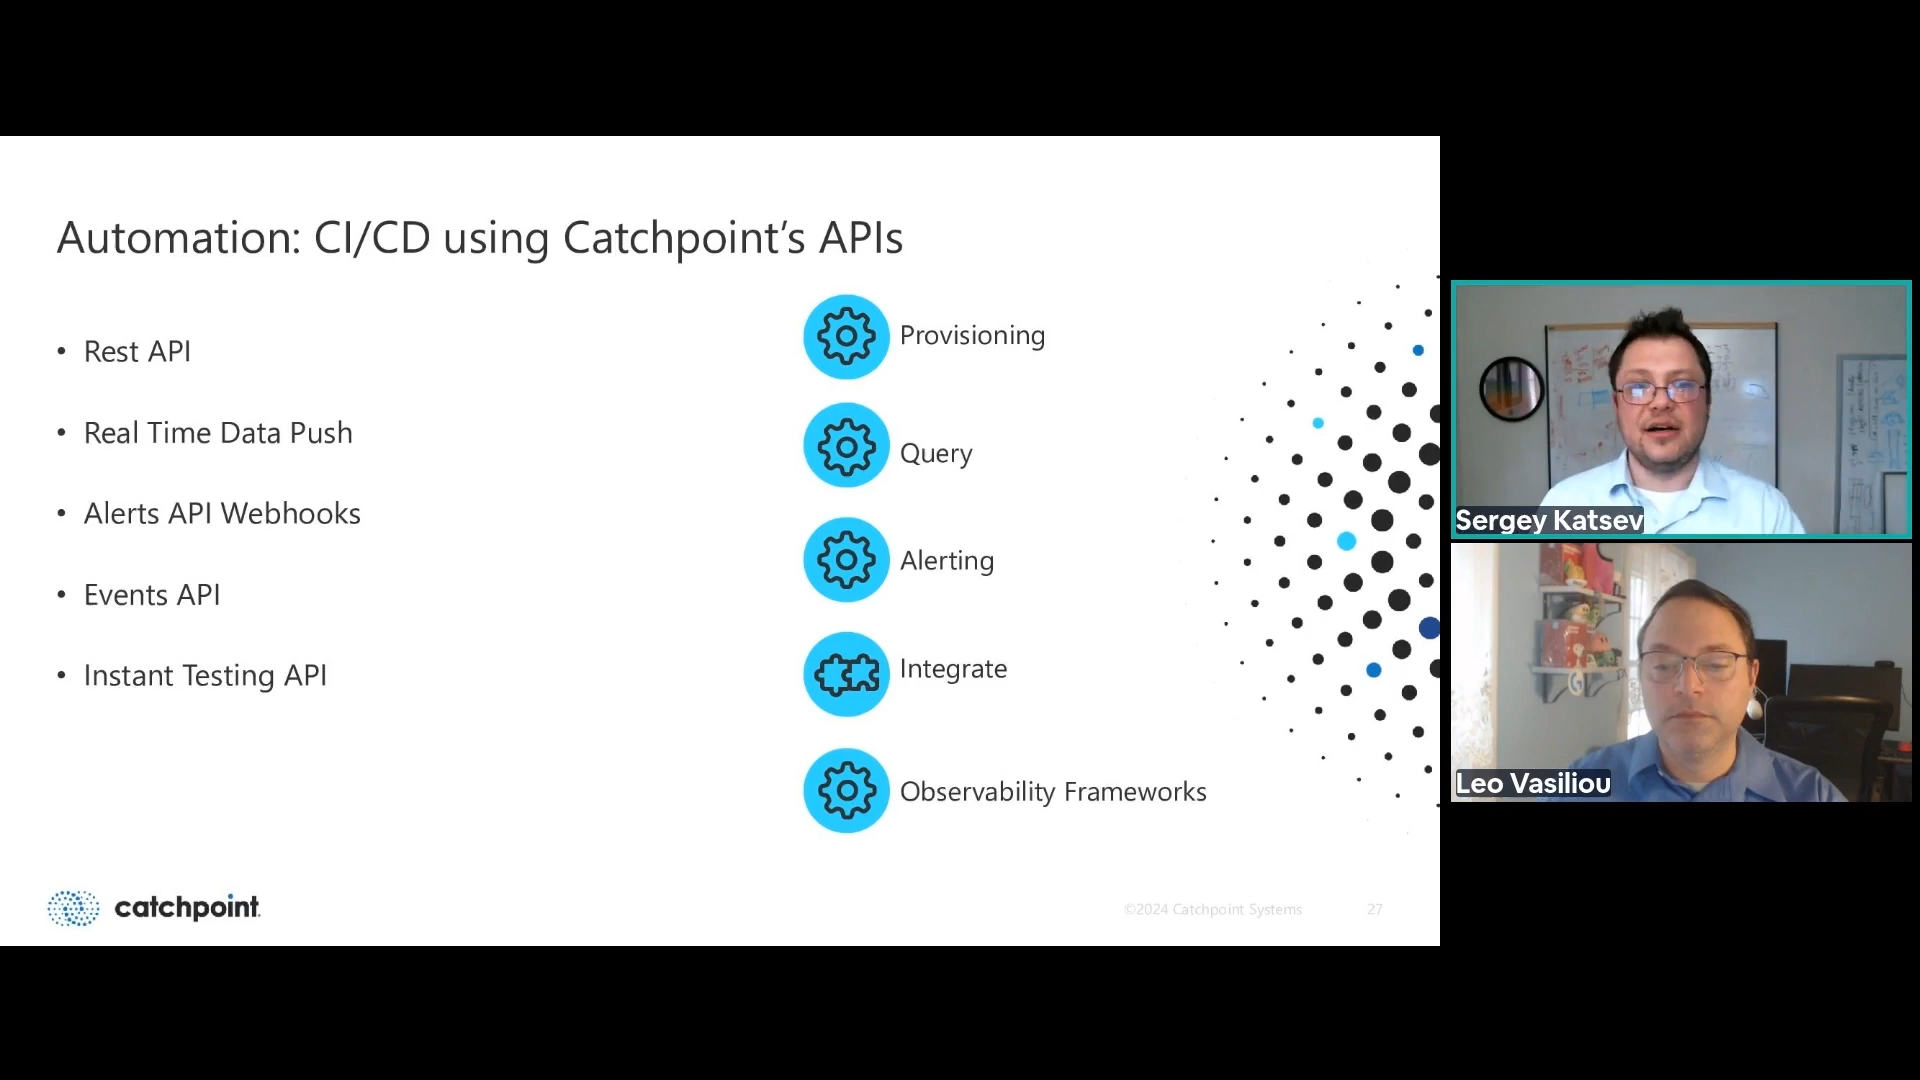 Automation: CI/CD using Catchpoint’s APIs
• Rest API
• Real Time Data Push
• Alerts API Webhooks
• Events API
• Instant Testing API
Provisioning
Query
Alerting
Integrate
Observability Frameworks
catchpoint.
©2024 Catchpoint Systems
27
Sergey Katsev
Leo Vasiliou